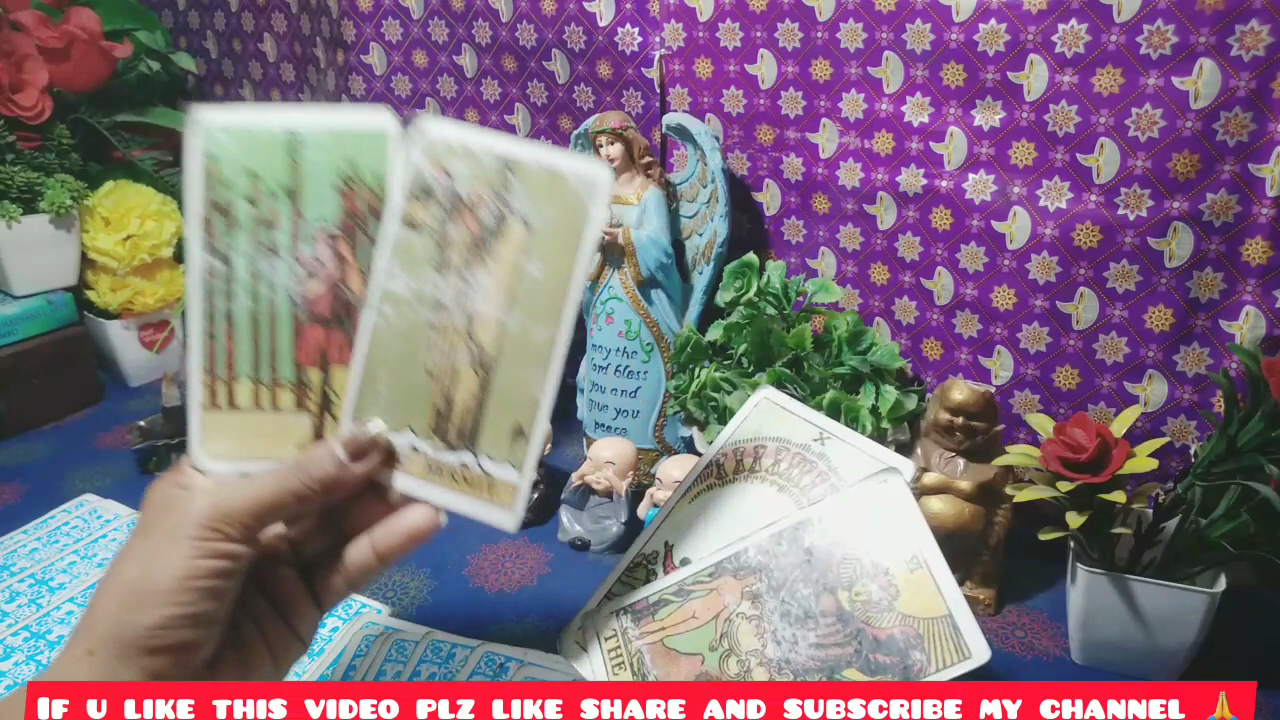 may the
lord bless
you and
give you
peace
X
VI
THE
IF U LIKE THIS VIDEO PLZ LIKE SHARE AND SUBSCRIBE MY CHANNEL 🙏